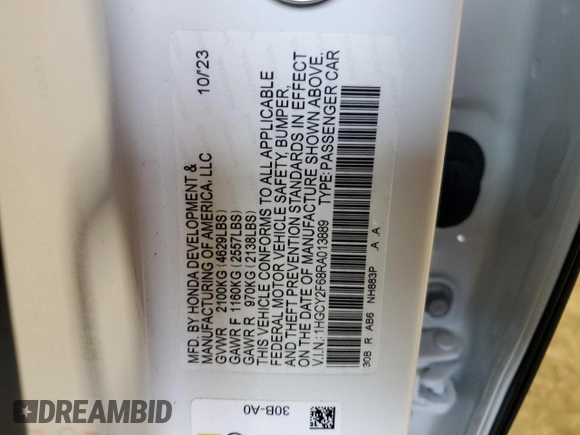 10/23
MFD. BY HONDA DEVELOPMENT &
MANUFACTURING OF AMERICA, LLC
GVWR 2100KG (4629LBS)
GAWR F 1160KG (2557LBS)
GAWR R 970KG (2138LBS)
THIS VEHICLE CONFORMS TO ALL APPLICABLE
FEDERAL MOTOR VEHICLE SAFETY, BUMPER,
AND THEFT PREVENTION STANDARDS IN EFFECT
ON THE DATE OF MANUFACTURE SHOWN ABOVE.
V.I.N.: 1HGCY2F68RA013889 TYPE: PASSENGER CAR
30B R AB6 NH883P A A
30B-A0
DREAMBID